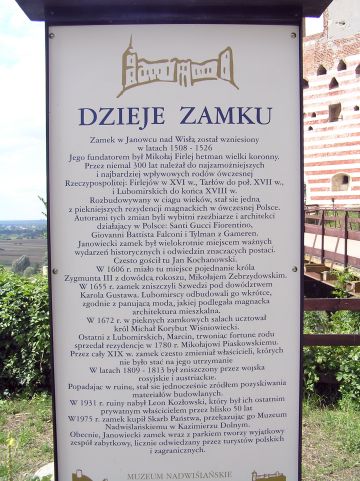 DZIEJE ZAMKU
Zamek w Janowcu nad Wisłą został wzniesiony
w latach 1508 - 1526
Jego fundatorem był Mikołaj Firlej hetman wielki koronny.
Przez niemal 300 lat należał do najzamożniejszych
i najbardziej wpływowych rodów ówczesnej
Rzeczypospolitej: Firlejów w XVI w., Tarłów do poł. XVII w.,
i Lubomirskich do końca XVIII w.
Rozbudowywany w ciągu wieków, stał się jedną
z piękniejszych rezydencji magnackich w ówczesnej Polsce.
Autorami tych zmian byli wybitni rzeźbiarze i architekci
działający w Polsce: Santi Gucci Fiorentino,
Giovanni Battista Falconi i Tylman z Gameren.
Janowiecki zamek był wielokrotnie miejscem ważnych
wydarzeń historycznych i odwiedzin znaczących postaci.
Często gościł tu Jan Kochanowski.
W 1606 r. miało tu miejsce pojednanie króla
Zygmunta III z dowódcą rokoszu, Mikołajem Zebrzydowskim.
W 1655 r. zamek zniszczyli Szwedzi pod dowództwem
Karola Gustawa. Lubomirscy odbudowali go wkrótce,
zgodnie z panującą modą, jakiej podlegała magnacka
architektura mieszkalna.
W 1672 r. w pięknych zamkowych salach ucztował
król Michał Korybut Wiśniowiecki.
Ostatni z Lubomirskich, Marcin, trwoniąc fortunę rodu
sprzedał rezydencję w 1780 r. Mikołajowi Piaskowskiemu.
Przez cały XIX w. zamek często zmieniał właścicieli, których
nie było stać na jego utrzymanie
W latach 1809 - 1813 był zniszczony przez wojska
rosyjskie i austriackie.
Popadając w ruinę, stał się jednocześnie źródłem pozyskiwania
materiałów budowlanych.
W 1931 r. ruiny nabył Leon Kozłowski, który był ich ostatnim
prywatnym właścicielem przez blisko 50 lat
W1975 r. zamek kupił Skarb Państwa, przekazując go Muzeum
Nadwiślańskiemu w Kazimierzu Dolnym.
Obecnie, Janowiecki zamek wraz z parkiem tworzy wyjątkowy
zespół zabytkowy, licznie odwiedzany przez turystów polskich
i zagranicznych.
MUZEUM NADWIŚLAŃSKIE